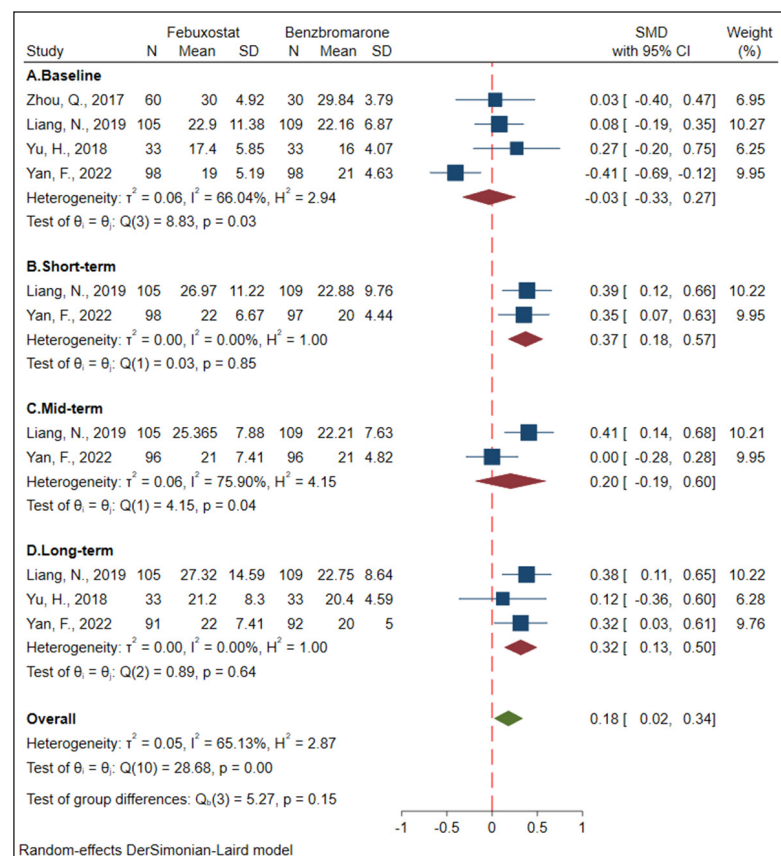 Febuxostat Benzbromarone SMD Weight
Study N Mean SD N Mean SD with 95% CI (%)
A.Baseline
Zhou, Q., 2017 60 30 4.92 30 29.84 3.79 0.03 [ -0.40, 0.47] 6.95
Liang, N., 2019 105 22.9 11.38 109 22.16 6.87 0.08 [ -0.19, 0.35] 10.27
Yu, H., 2018 33 17.4 5.85 33 16 4.07 0.27 [ -0.20, 0.75] 6.25
Yan, F., 2022 98 19 5.19 98 21 4.63 -0.41 [ -0.69, -0.12] 9.95
Heterogeneity: τ² = 0.06, I² = 66.04%, H² = 2.94 -0.03 [ -0.33, 0.27]
Test of θᵢ = θⱼ: Q(3) = 8.83, p = 0.03
B.Short-term
Liang, N., 2019 105 26.97 11.22 109 22.88 9.76 0.39 [ 0.12, 0.66] 10.22
Yan, F., 2022 98 22 6.67 97 20 4.44 0.35 [ 0.07, 0.63] 9.95
Heterogeneity: τ² = 0.00, I² = 0.00%, H² = 1.00 0.37 [ 0.18, 0.57]
Test of θᵢ = θⱼ: Q(1) = 0.03, p = 0.85
C.Mid-term
Liang, N., 2019 105 25.365 7.88 109 22.21 7.63 0.41 [ 0.14, 0.68] 10.21
Yan, F., 2022 96 21 7.41 96 21 4.82 0.00 [ -0.28, 0.28] 9.95
Heterogeneity: τ² = 0.06, I² = 75.90%, H² = 4.15 0.20 [ -0.19, 0.60]
Test of θᵢ = θⱼ: Q(1) = 4.15, p = 0.04
D.Long-term
Liang, N., 2019 105 27.32 14.59 109 22.75 8.64 0.38 [ 0.11, 0.65] 10.22
Yu, H., 2018 33 21.2 8.3 33 20.4 4.59 0.12 [ -0.36, 0.60] 6.28
Yan, F., 2022 91 22 7.41 92 20 5 0.32 [ 0.03, 0.61] 9.76
Heterogeneity: τ² = 0.00, I² = 0.00%, H² = 1.00 0.32 [ 0.13, 0.50]
Test of θᵢ = θⱼ: Q(2) = 0.89, p = 0.64
Overall 0.18 [ 0.02, 0.34]
Heterogeneity: τ² = 0.05, I² = 65.13%, H² = 2.87
Test of θᵢ = θⱼ: Q(10) = 28.68, p = 0.00
Test of group differences: Q_b(3) = 5.27, p = 0.15
-1 -0.5 0 0.5 1
Random-effects DerSimonian-Laird model